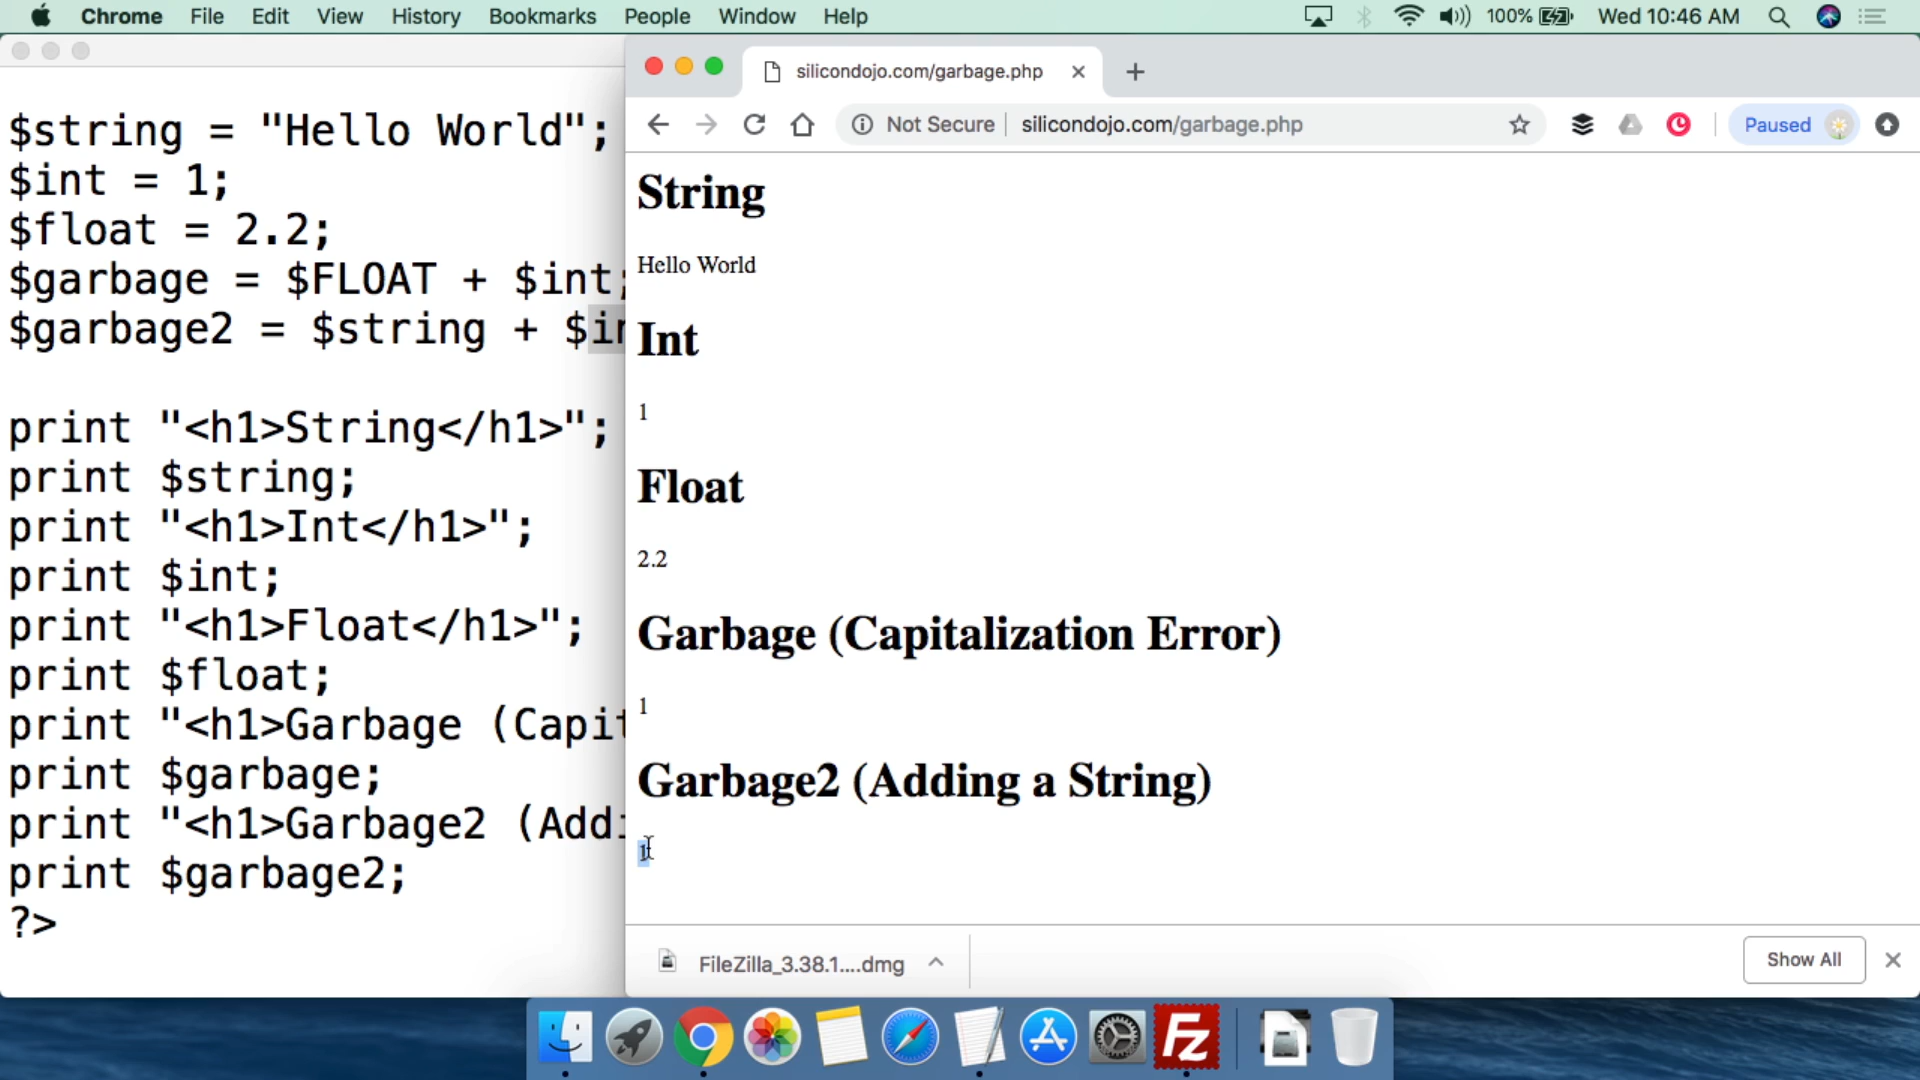 Chrome File Edit View History Bookmarks People Window Help 100% Wed 10:46 AM
$string = "Hello World";
$int = 1;
$float = 2.2;
$garbage = $FLOAT + $int;
$garbage2 = $string + $in
print "<h1>String</h1>";
print $string;
print "<h1>Int</h1>";
print $int;
print "<h1>Float</h1>";
print $float;
print "<h1>Garbage (Capit
print $garbage;
print "<h1>Garbage2 (Addi
print $garbage2;
?>
silicondojo.com/garbage.php
Not Secure silicondojo.com/garbage.php Paused
String
Hello World
Int
1
Float
2.2
Garbage (Capitalization Error)
1
Garbage2 (Adding a String)
1
FileZilla_3.38.1....dmg Show All
Fz